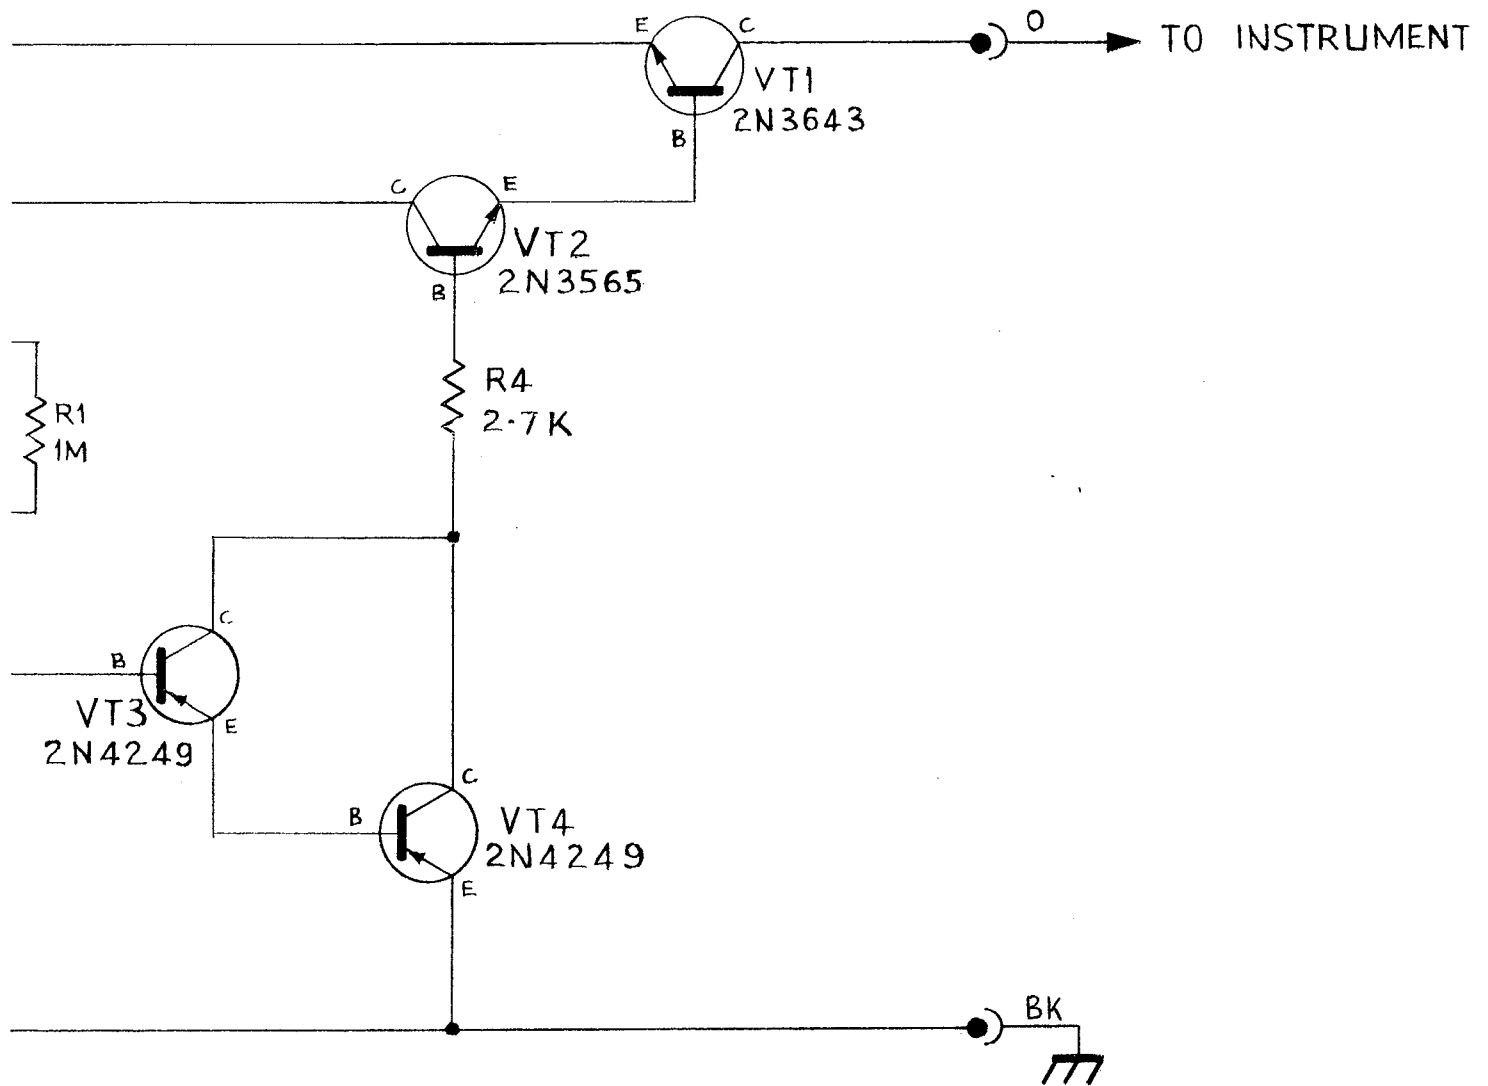 E
C
O
TO INSTRUMENT
VT1
2N3643
B
C
E
VT2
2N3565
B
R4
2·7K
R1
1M
C
B
VT3
2N4249
E
C
B
VT4
2N4249
E
BK